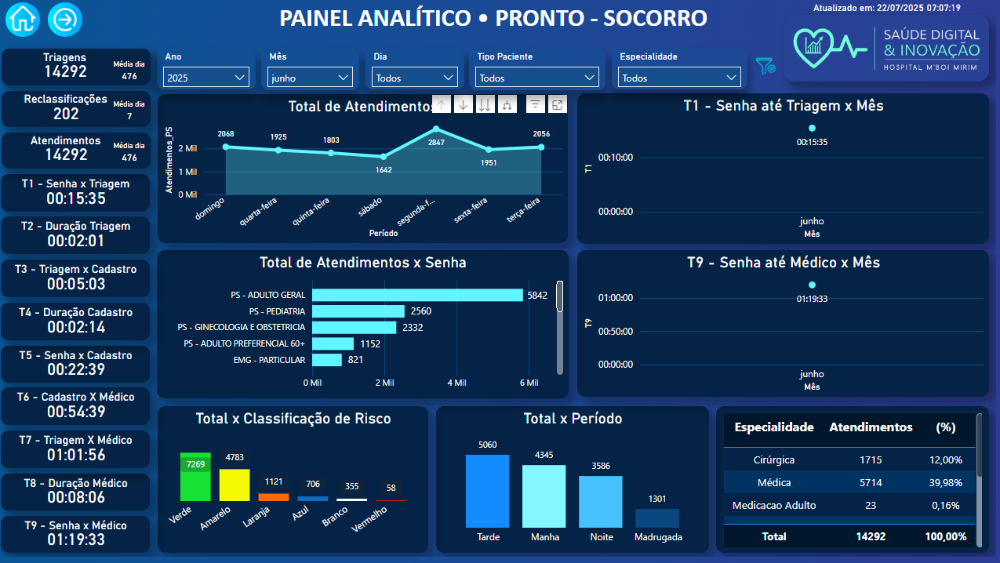 PAINEL ANALÍTICO • PRONTO - SOCORRO
Atualizado em: 22/07/2025 07:07:19
SAÚDE DIGITAL
& INOVAÇÃO
HOSPITAL M'BOI MIRIM
Triagens
14292
Média dia
476
Reclassificações
202
Média dia
7
Atendimentos
14292
Média dia
476
T1 - Senha x Triagem
00:15:35
T2 - Duração Triagem
00:02:01
T3 - Triagem x Cadastro
00:05:03
T4 - Duração Cadastro
00:02:14
T5 - Senha x Cadastro
00:22:39
T6 - Cadastro X Médico
00:54:39
T7 - Triagem X Médico
01:01:56
T8 - Duração Médico
00:08:06
T9 - Senha x Médico
01:19:33
Ano
2025
Mês
junho
Dia
Todos
Tipo Paciente
Todos
Especialidade
Todos
Total de Atendimentos
Atendimentos_PS
2 Mil
1 Mil
0 Mil
2068
1925
1803
1642
2847
1951
2056
domingo
quarta-feira
quinta-feira
sábado
segunda-f...
sexta-feira
terça-feira
Período
T1 - Senha até Triagem x Mês
T1
00:15:35
00:10:00
00:00:00
junho
Mês
Total de Atendimentos x Senha
PS - ADULTO GERAL 5842
PS - PEDIATRIA 2560
PS - GINECOLOGIA E OBSTETRICIA 2332
PS - ADULTO PREFERENCIAL 60+ 1152
EMG - PARTICULAR 821
0 Mil 2 Mil 4 Mil 6 Mil
T9 - Senha até Médico x Mês
T9
01:00:00
01:19:33
00:50:00
00:00:00
junho
Mês
Total x Classificação de Risco
7269
4783
1121
706
355
58
Verde
Amarelo
Laranja
Azul
Branco
Vermelho
Total x Período
5060
4345
3586
1301
Tarde Manha Noite Madrugada
Especialidade Atendimentos (%)
Cirúrgica 1715 12,00%
Médica 5714 39,98%
Medicacao Adulto 23 0,16%
Total 14292 100,00%